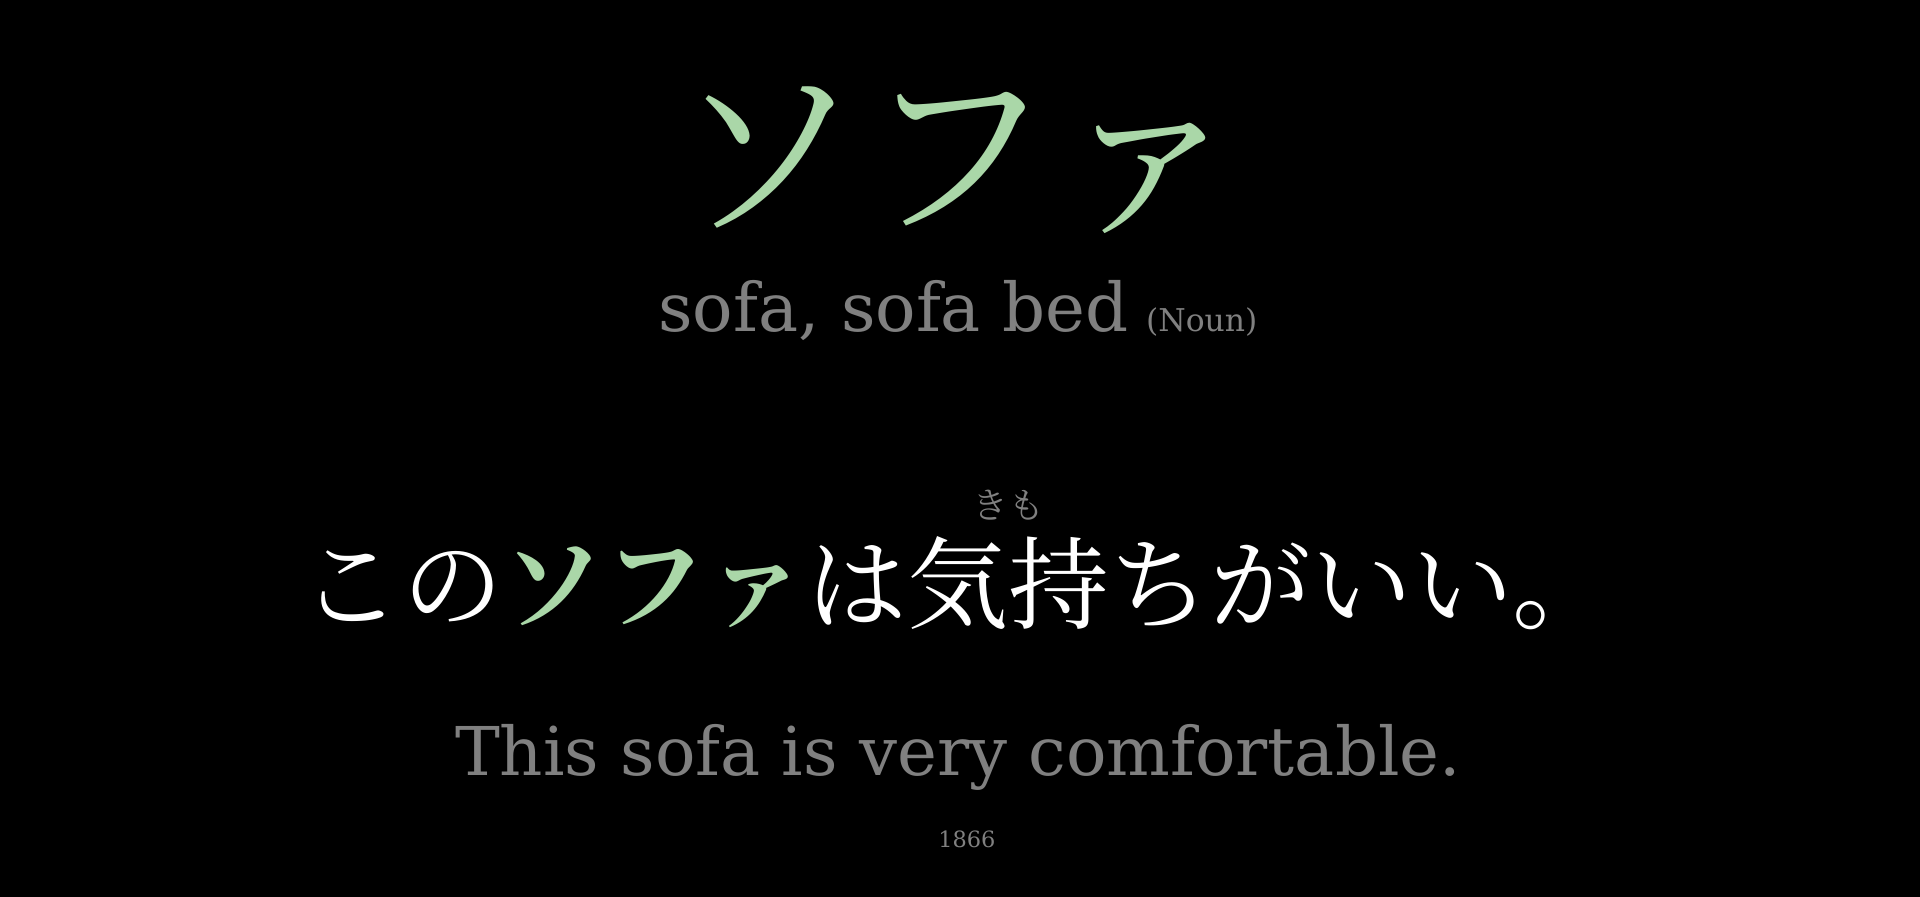 ソファ
sofa, sofa bed (Noun)
きも
このソファは気持ちがいい。
This sofa is very comfortable.
1866